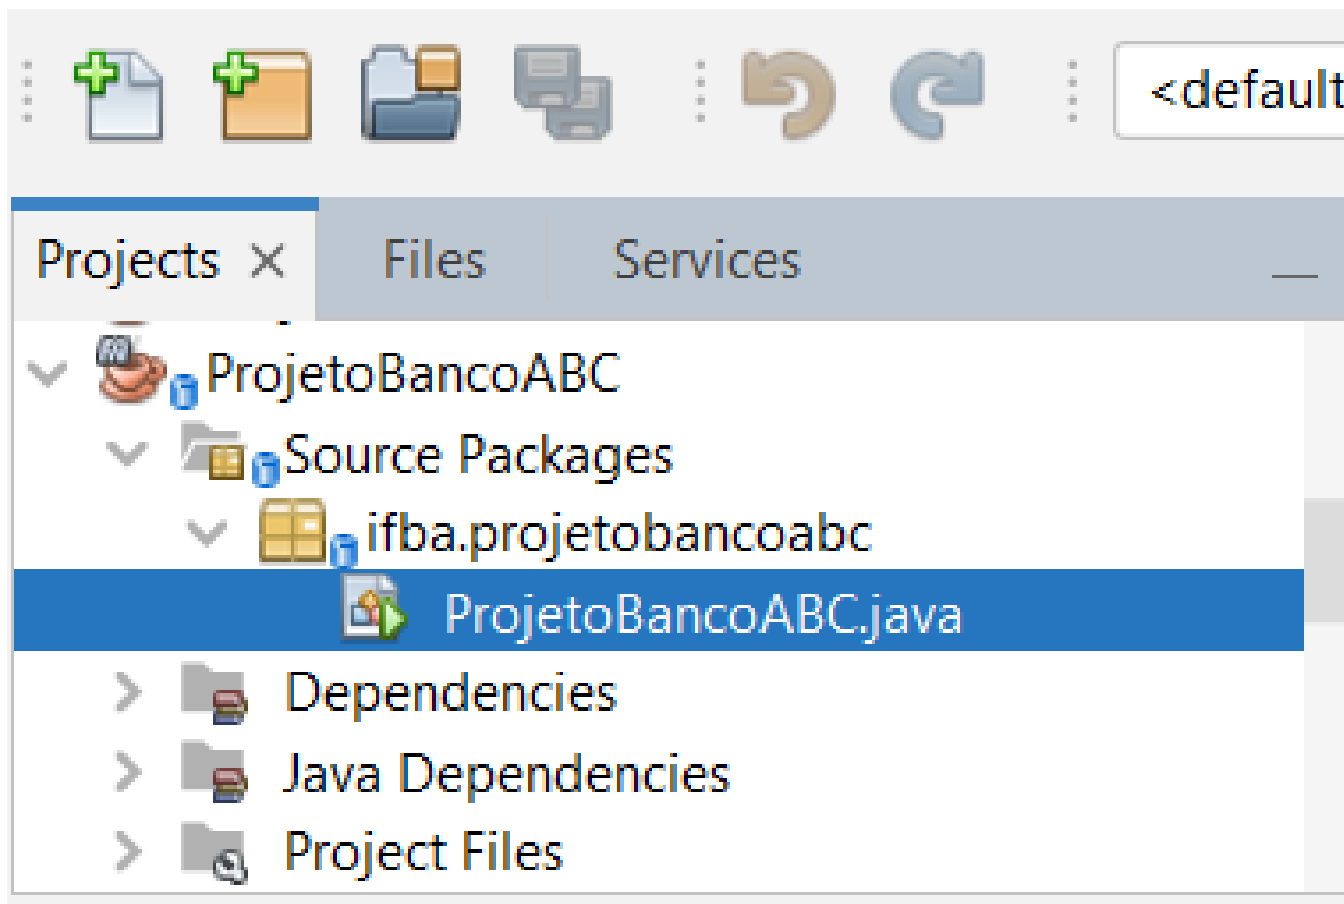 <default
Projects Files Services
ProjetoBancoABC
Source Packages
ifba.projetobancoabc
ProjetoBancoABC.java
Dependencies
Java Dependencies
Project Files